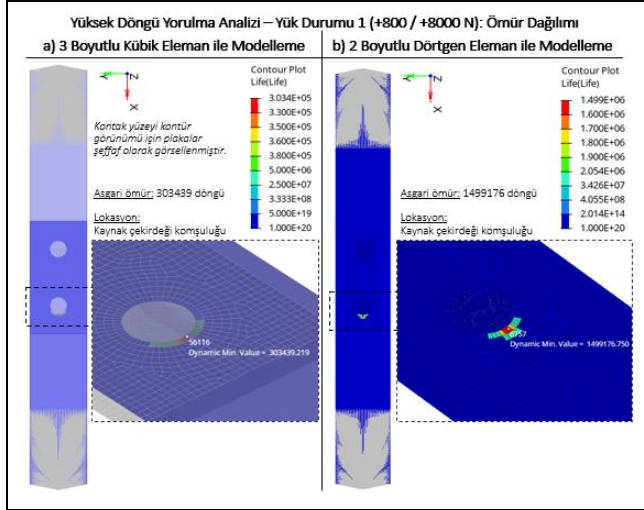 Yüksek Döngü Yorulma Analizi – Yük Durumu 1 (+800 / +8000 N): Ömür Dağılımı
a) 3 Boyutlu Kübik Eleman ile Modelleme
Y
Z
X
Contour Plot
Life(Life)
3.034E+05
3.300E+05
3.500E+05
3.600E+05
3.800E+05
5.000E+06
2.500E+07
3.333E+08
5.000E+19
1.000E+20
Kontak yüzeyi kantür
görünümü için plakalar
şeffaf olarak görsellenmiştir.
Asgari ömür: 303439 döngü
Lokasyon:
Kaynak çekirdeği komşuluğu
56116
Dynamic Min. Value = 303439.219
b) 2 Boyutlu Dörtgen Eleman ile Modelleme
Y
Z
X
Contour Plot
Life(Life)
1.499E+06
1.600E+06
1.700E+06
1.800E+06
1.900E+06
2.054E+06
3.426E+07
4.055E+08
2.014E+14
1.000E+20
Asgari ömür: 1499176 döngü
Lokasyon:
Kaynak çekirdeği komşuluğu
Dynamic Min. Value = 1499176.750